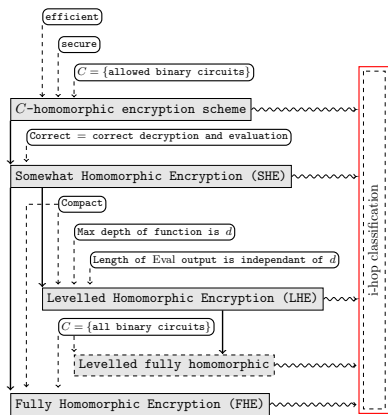 efficient
secure
C = {allowed binary circuits}
C-homomorphic encryption scheme
Correct = correct decryption and evaluation
Somewhat Homomorphic Encryption (SHE)
Compact
Max depth of function is d
Length of Eval output is independant of d
Levelled Homomorphic Encryption (LHE)
C = {all binary circuits}
Levelled fully homomorphic
Fully Homomorphic Encryption (FHE)
i-hop classification